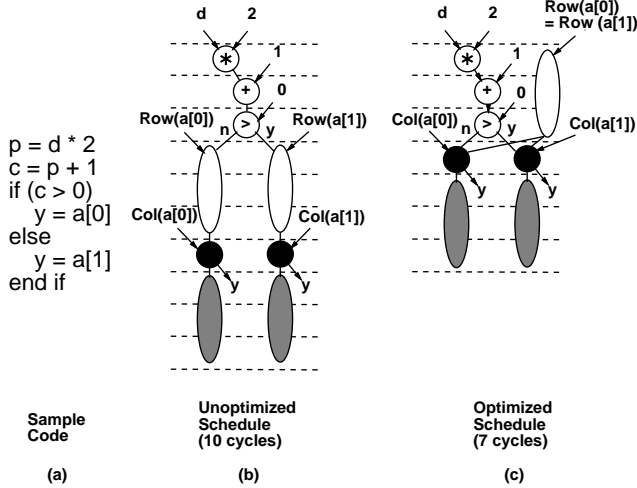 p = d * 2
c = p + 1
if (c > 0)
y = a[0]
else
y = a[1]
end if
Sample
Code
(a)
d 2
*
1
+
0
>
Row(a[0]) n y Row(a[1])
Col(a[0]) Col(a[1])
y y
Unoptimized
Schedule
(10 cycles)
(b)
d 2
Row(a[0])
= Row (a[1])
*
1
+
0
>
Col(a[0]) n y Col(a[1])
y y
Optimized
Schedule
(7 cycles)
(c)